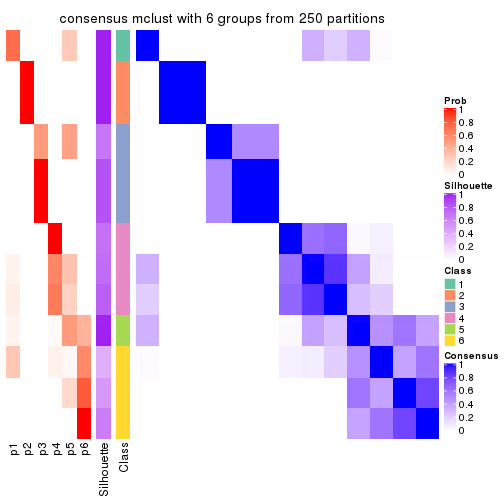 consensus mclust with 6 groups from 250 partitions
Prob
1
0.8
0.6
0.4
0.2
0
Silhouette
1
0.8
0.6
0.4
0.2
0
Class
1
2
3
4
5
6
Consensus
1
0.8
0.6
0.4
0.2
0
p1
p2
p3
p4
p5
p6
Silhouette
Class